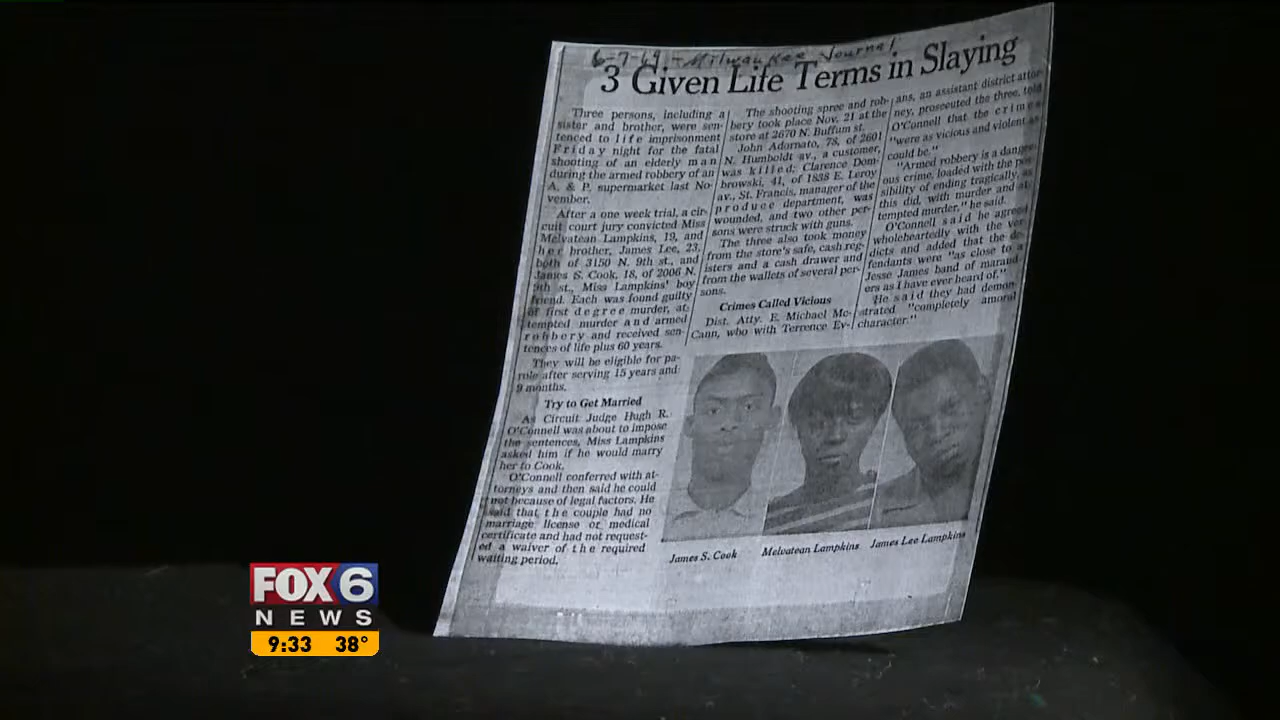 6-7-69 - Milwaukee Journal
3 Given Life Terms in Slaying
Three persons, including a
sister and brother, were sen-
tenced to life imprisonment
Friday night for the fatal
shooting of an elderly man
during the armed robbery of an
A. & P. supermarket last No-
vember.
After a one week trial, a cir-
cuit court jury convicted Miss
Melvatean Lampkins, 19, and
her brother, James Lee, 23,
both of 3150 N. 9th st., and
James S. Cook, 18, of 2006 N.
9th st., Miss Lampkins' boy
friend. Each was found guilty
of first degree murder, at-
tempted murder and armed
robbery and received sen-
tences of life plus 60 years.
They will be eligible for pa-
role after serving 15 years and
9 months.
Try to Get Married
As Circuit Judge Hugh R.
O'Connell was about to impose
the sentences, Miss Lampkins
asked him if he would marry
her to Cook.
O'Connell conferred with at-
torneys and then said he could
not because of legal factors. He
said that the couple had no
marriage license or medical
certificate and had not request-
ed a waiver of the required
waiting period.
The shooting spree and rob-
bery took place Nov. 21 at the
store at 2670 N. Buffum st.
John Adornato, 78, of 2601
N. Humboldt av., a customer,
was killed; Clarence Dom-
browski, 41, of 1838 E. Leroy
av., St. Francis, manager of the
produce department, was
wounded, and two other per-
sons were struck with guns.
The three also took money
from the store's safe, cash reg-
isters and a cash drawer and
from the wallets of several per-
sons.
Crimes Called Vicious
Dist. Atty. E. Michael Mc-
Cann, who with Terrence Ev-
ans, an assistant district attor-
ney, prosecuted the three, told
O'Connell that the crimes
"were as vicious and violent as
could be."
"Armed robbery is a danger-
ous crime, loaded with the pos-
sibility of ending tragically, as
this did, with murder and at-
tempted murder," he said.
O'Connell said he agreed
wholeheartedly with the ver-
dicts and added that the de-
fendants were "as close to a
Jesse James band of maraud-
ers as I have ever heard of."
He said they had demon-
strated "completely amoral
character."
James S. Cook
Melvatean Lampkins
James Lee Lampkins
FOX 6
NEWS
9:33 38°